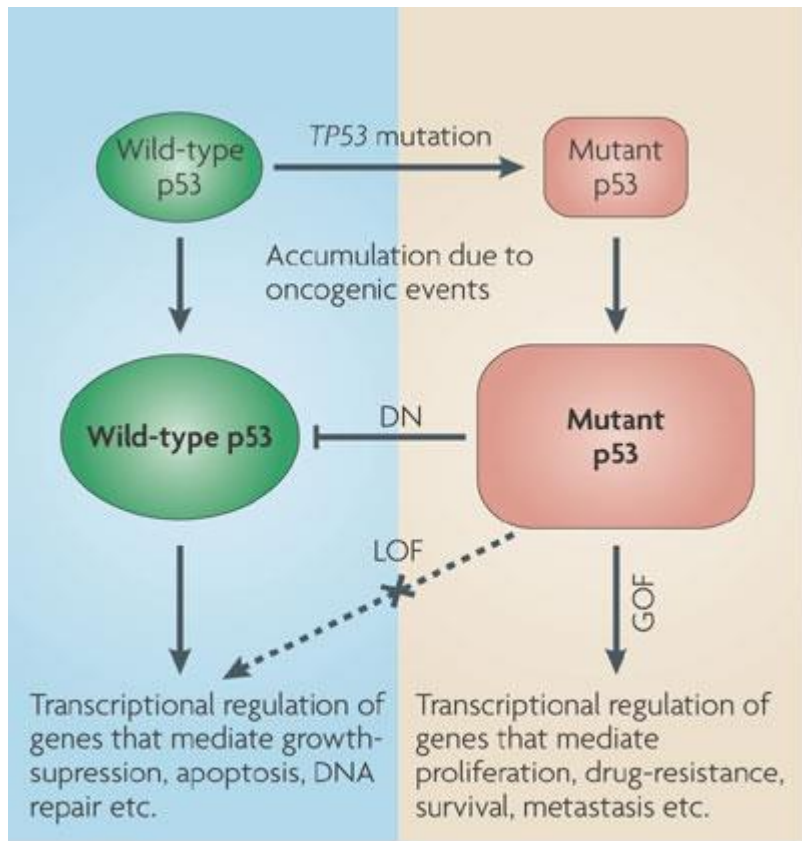 Wild-type
p53
TP53 mutation
Mutant
p53
Accumulation due to
oncogenic events
Wild-type p53
DN
Mutant
p53
LOF
GOF
Transcriptional regulation of
genes that mediate growth-
supression, apoptosis, DNA
repair etc.
Transcriptional regulation of
genes that mediate
proliferation, drug-resistance,
survival, metastasis etc.